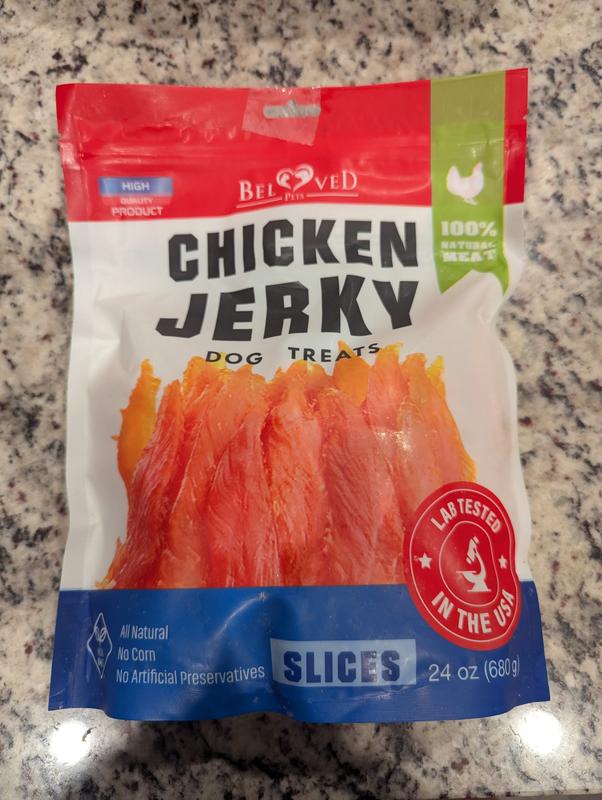 HIGH
QUALITY
PRODUCT
BELOVED
PETS
100%
NATURAL
MEAT
CHICKEN
JERKY
DOG TREATS
LAB TESTED
IN THE USA
All Natural
No Corn
No Artificial Preservatives
SLICES
24 oz (680g)